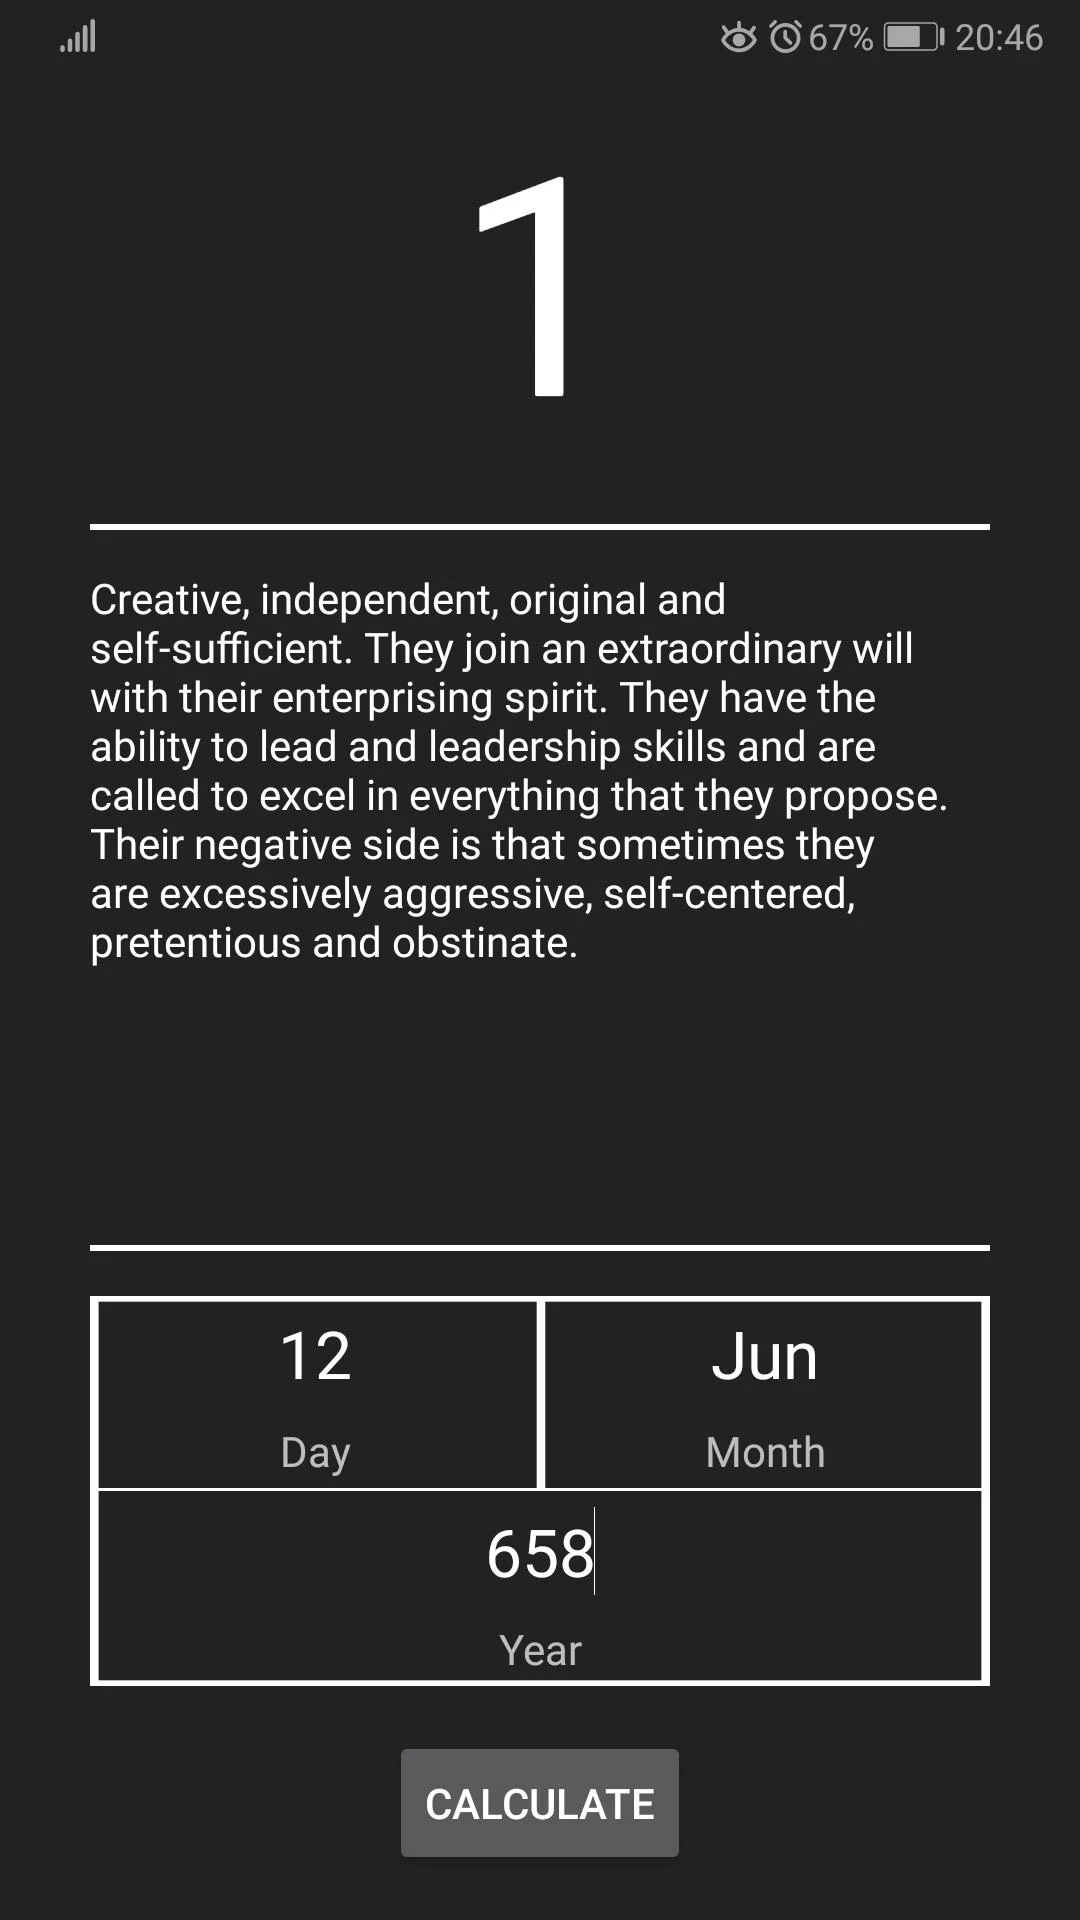 67% 20:46
1
Creative, independent, original and
self-sufficient. They join an extraordinary will
with their enterprising spirit. They have the
ability to lead and leadership skills and are
called to excel in everything that they propose.
Their negative side is that sometimes they
are excessively aggressive, self-centered,
pretentious and obstinate.
12 Jun
Day Month
658
Year
CALCULATE